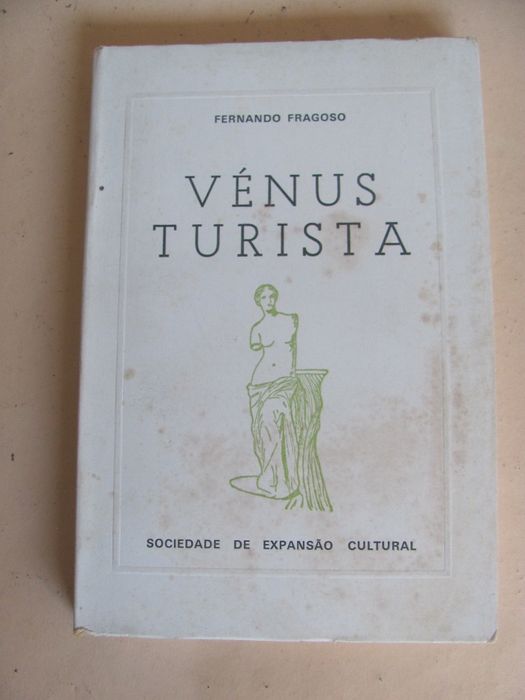 FERNANDO FRAGOSO
VÉNUS
TURISTA
SOCIEDADE DE EXPANSÃO CULTURAL